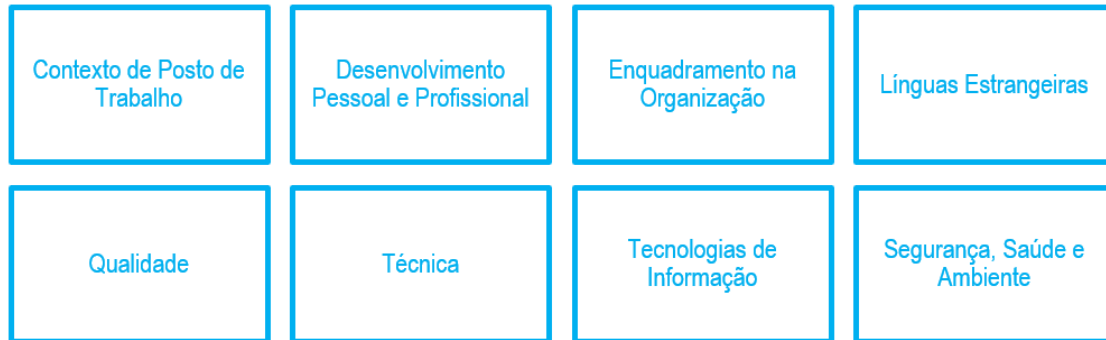 Contexto de Posto de
Trabalho
Desenvolvimento
Pessoal e Profissional
Enquadramento na
Organização
Línguas Estrangeiras
Qualidade
Técnica
Tecnologias de
Informação
Segurança, Saúde e
Ambiente